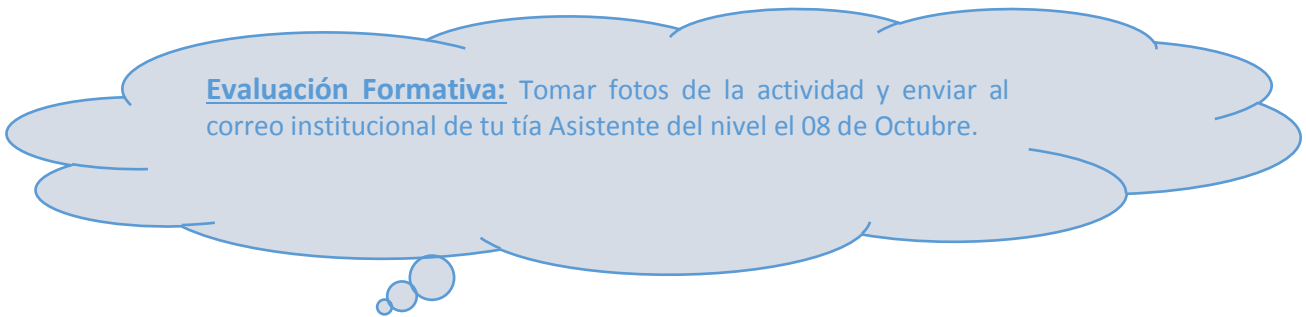 Evaluación Formativa: Tomar fotos de la actividad y enviar al
correo institucional de tu tía Asistente del nivel el 08 de Octubre.